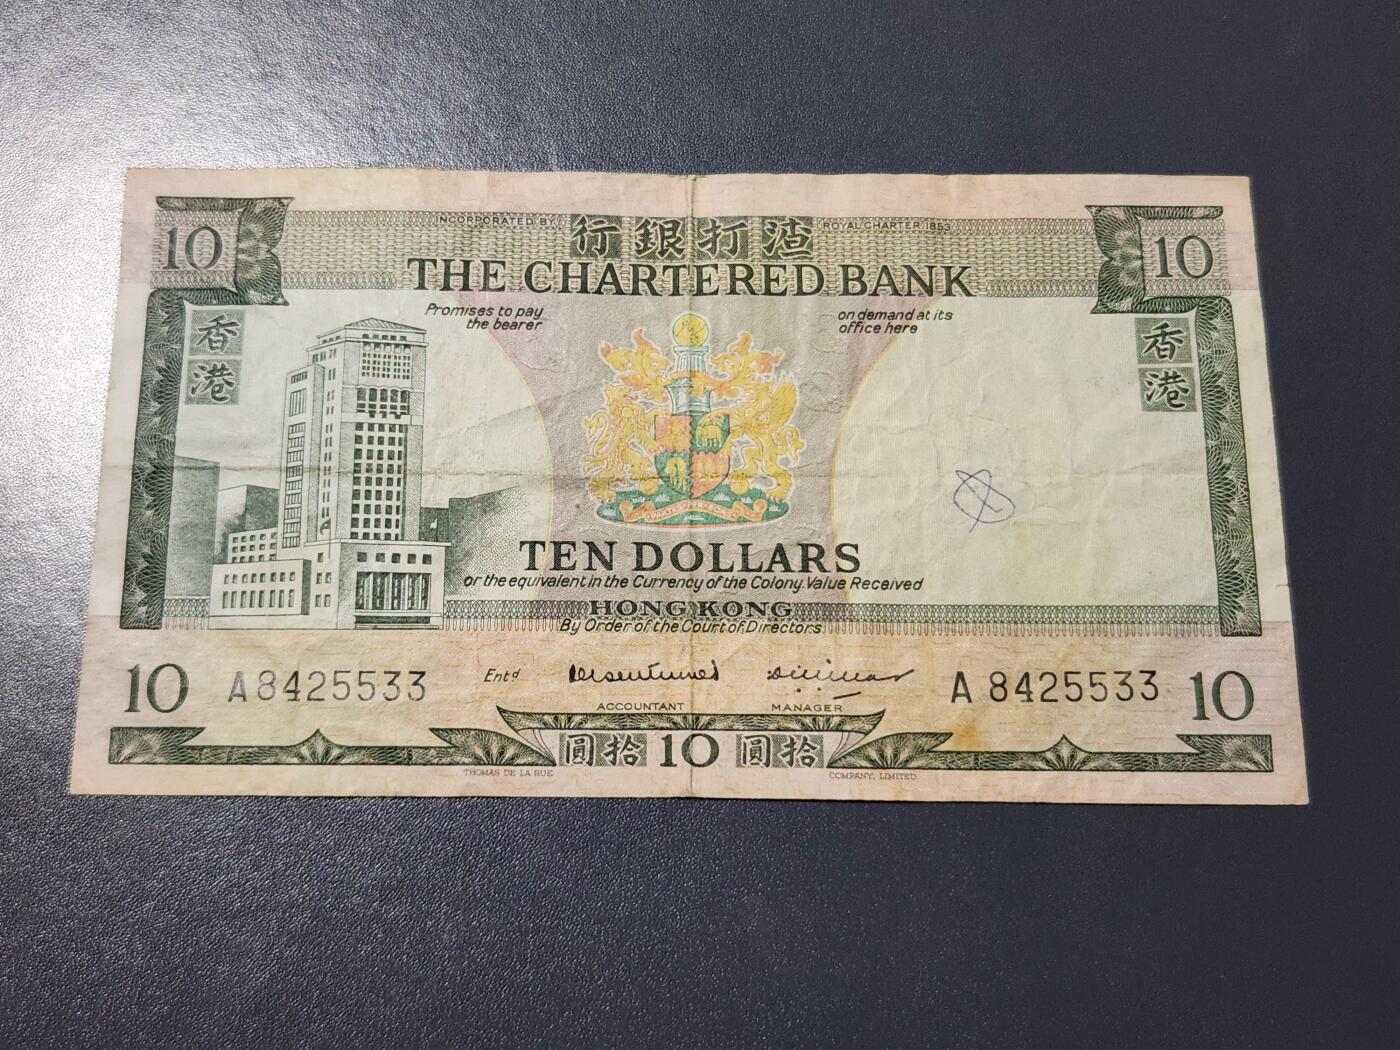 10
INCORPORATED BY 行銀打渣 ROYAL CHARTER 1853
10
THE CHARTERED BANK
Promises to pay
the bearer
on demand at its
office here
香
港
香
港
TEN DOLLARS
or the equivalent in the Currency of the Colony. Value Received
HONG KONG
By Order of the Court of Directors
10 A 8425533 Entd
ACCOUNTANT
MANAGER
A 8425533 10
圓拾 10 圓拾
THOMAS DE LA RUE
COMPANY, LIMITED.